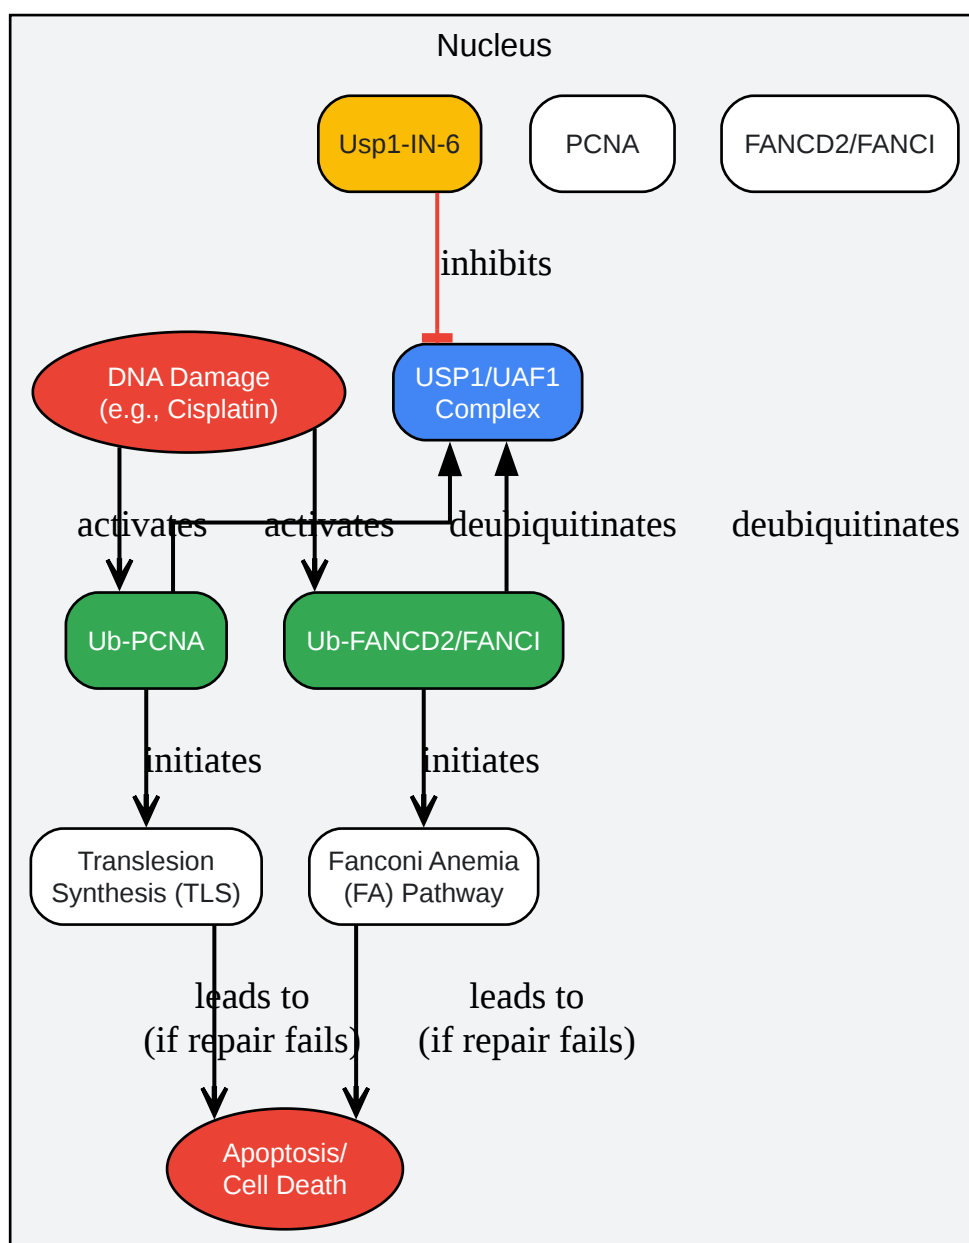 Nucleus
Usp1-IN-6
PCNA
FANCD2/FANCI
inhibits
DNA Damage
(e.g., Cisplatin)
USP1/UAF1
Complex
activates
activates
deubiquitinates
deubiquitinates
Ub-PCNA
Ub-FANCD2/FANCI
initiates
initiates
Translesion
Synthesis (TLS)
Fanconi Anemia
(FA) Pathway
leads to
(if repair fails)
leads to
(if repair fails)
Apoptosis/
Cell Death